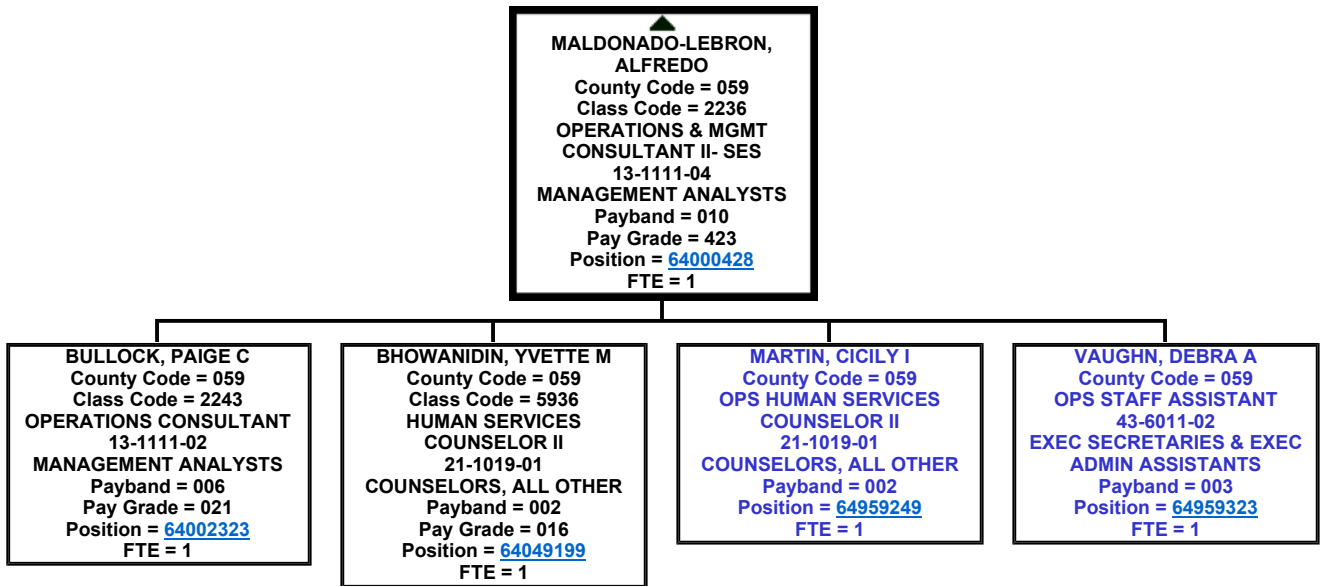 MALDONADO-LEBRON,
ALFREDO
County Code = 059
Class Code = 2236
OPERATIONS & MGMT
CONSULTANT II- SES
13-1111-04
MANAGEMENT ANALYSTS
Payband = 010
Pay Grade = 423
Position = 64000428
FTE = 1
BULLOCK, PAIGE C
County Code = 059
Class Code = 2243
OPERATIONS CONSULTANT
13-1111-02
MANAGEMENT ANALYSTS
Payband = 006
Pay Grade = 021
Position = 64002323
FTE = 1
BHOWANIDIN, YVETTE M
County Code = 059
Class Code = 5936
HUMAN SERVICES
COUNSELOR II
21-1019-01
COUNSELORS, ALL OTHER
Payband = 002
Pay Grade = 016
Position = 64049199
FTE = 1
MARTIN, CICILY I
County Code = 059
OPS HUMAN SERVICES
COUNSELOR II
21-1019-01
COUNSELORS, ALL OTHER
Payband = 002
Position = 64959249
FTE = 1
VAUGHN, DEBRA A
County Code = 059
OPS STAFF ASSISTANT
43-6011-02
EXEC SECRETARIES & EXEC
ADMIN ASSISTANTS
Payband = 003
Position = 64959323
FTE = 1